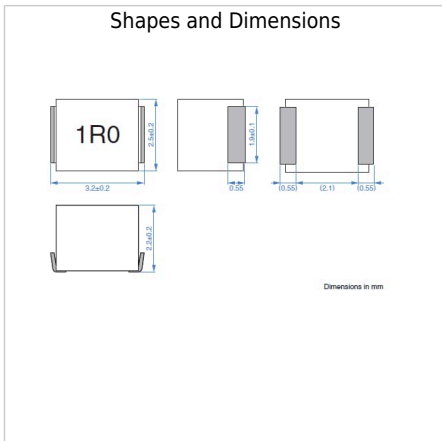 Shapes and Dimensions
1R0
2.5±0.2
3.2±0.2
1.9±0.1
0.55
(0.55)
(2.1)
(0.55)
2.2±0.2
Dimensions in mm